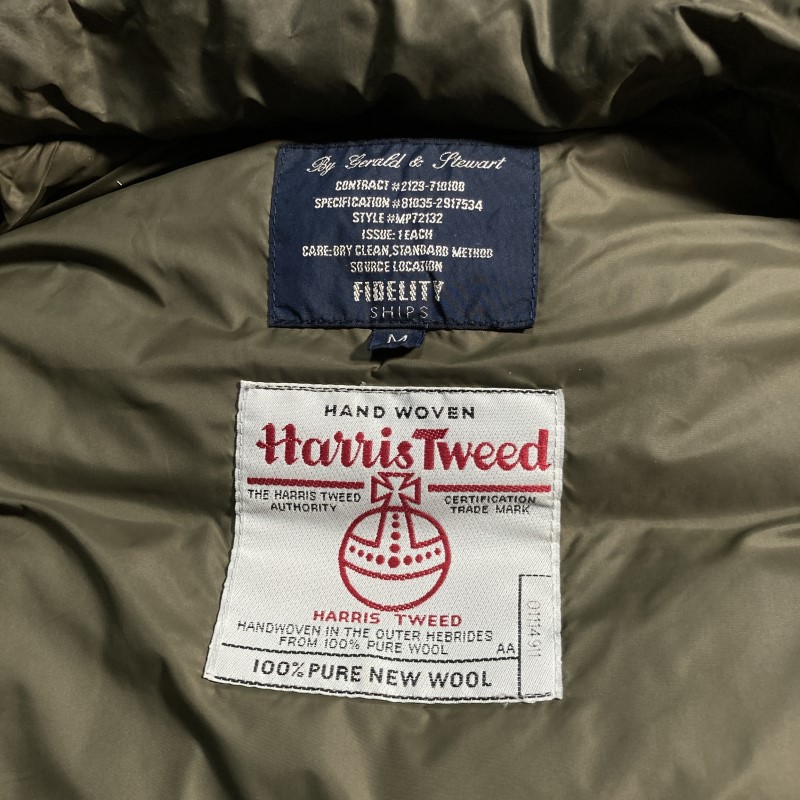 By Gerald & Stewart
CONTRACT #2129-710100
SPECIFICATION #81035-2917534
STYLE #MP72132
ISSUE: 1 EACH
CARE: DRY CLEAN, STANDARD METHOD
SOURCE LOCATION
FIDELITY
SHIPS
M
HAND WOVEN
Harris Tweed
THE HARRIS TWEED
AUTHORITY
CERTIFICATION
TRADE MARK
HARRIS TWEED
HANDWOVEN IN THE OUTER HEBRIDES
FROM 100% PURE WOOL
AA
100% PURE NEW WOOL